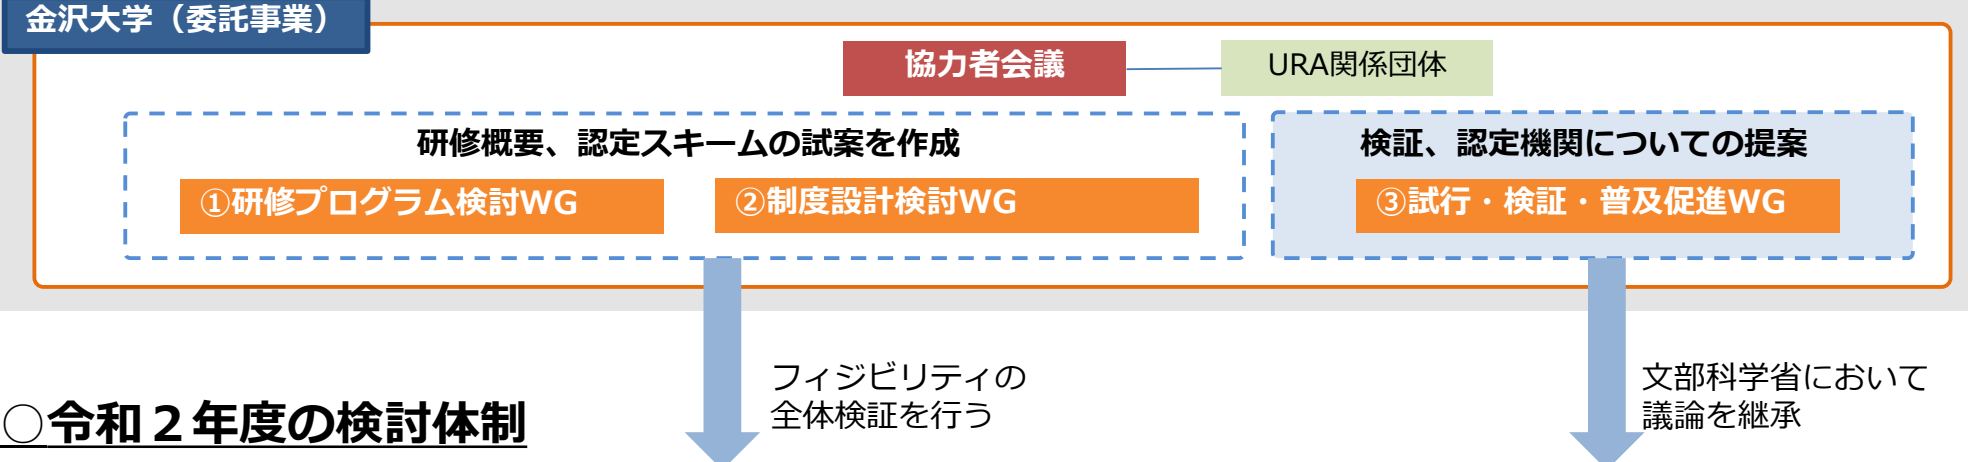 金沢大学（委託事業）
協力者会議
URA関係団体
研修概要、認定スキームの試案を作成
①研修プログラム検討WG
②制度設計検討WG
検証、認定機関についての提案
③試行・検証・普及促進WG
フィジビリティの
全体検証を行う
文部科学省において
議論を継承
○令和２年度の検討体制